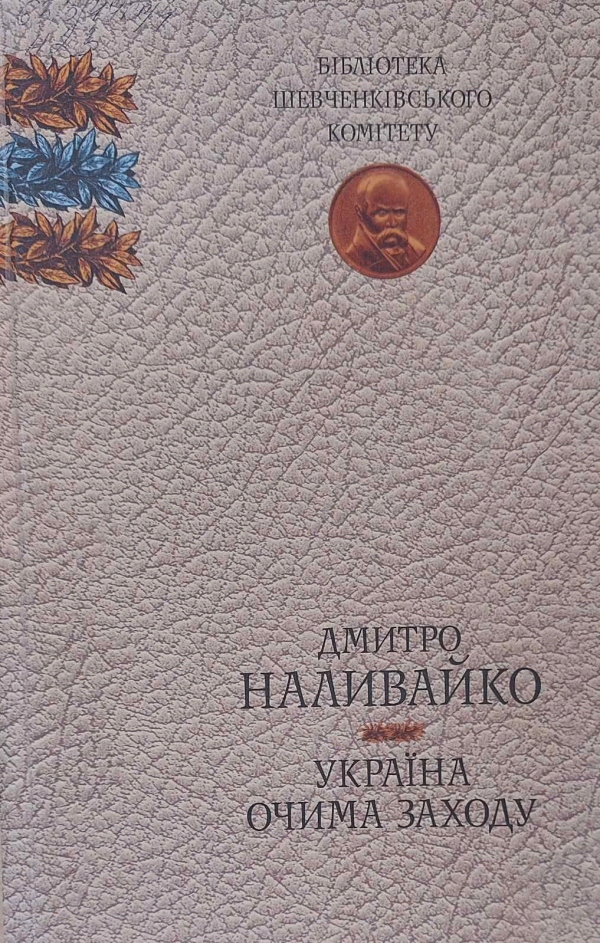 БІБЛІОТЕКА
ШЕВЧЕНКІВСЬКОГО
КОМІТЕТУ
ДМИТРО
НАЛИВАЙКО
УКРАЇНА
ОЧИМА ЗАХОДУ